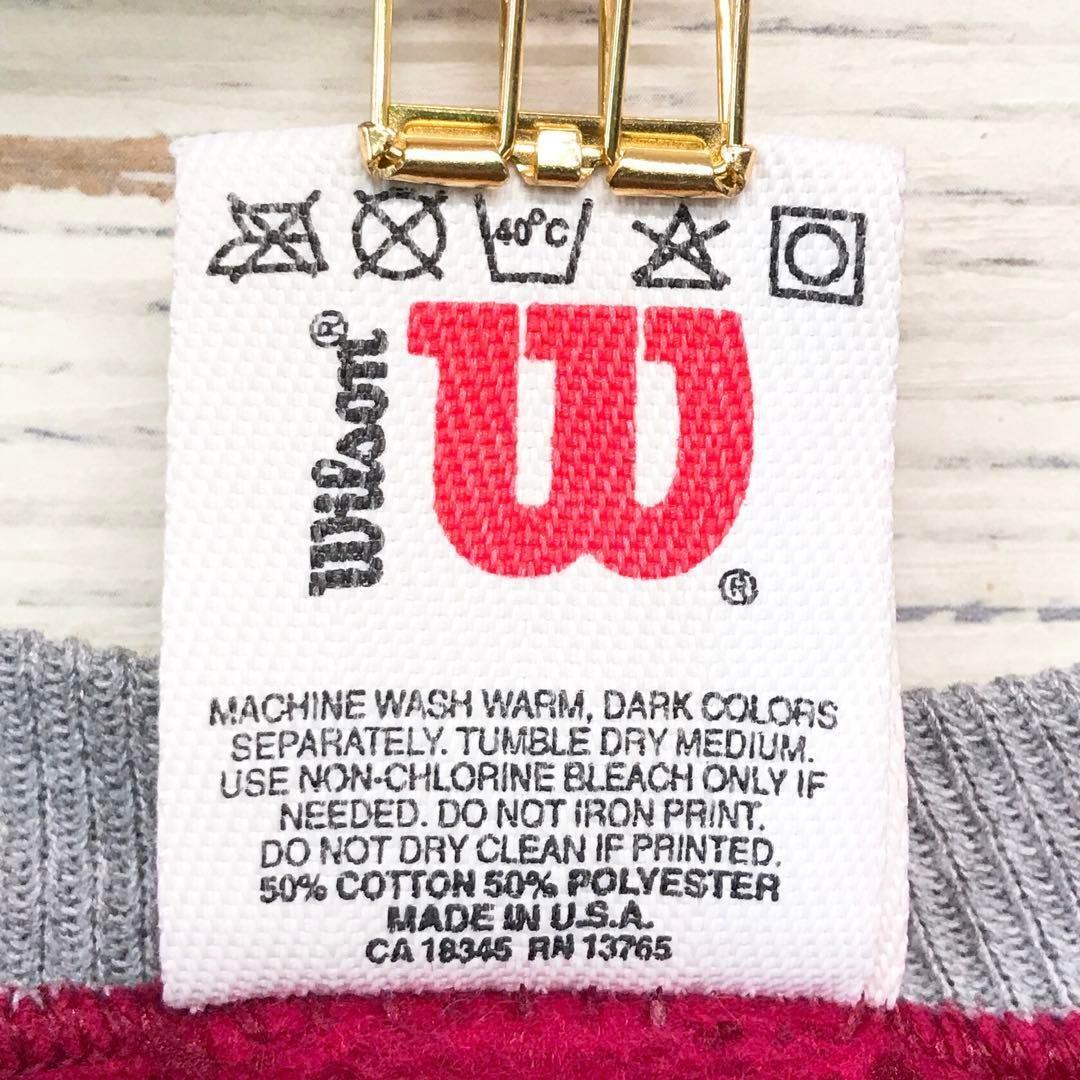 40°C
Wilson®
W
®
MACHINE WASH WARM, DARK COLORS
SEPARATELY. TUMBLE DRY MEDIUM.
USE NON-CHLORINE BLEACH ONLY IF
NEEDED. DO NOT IRON PRINT.
DO NOT DRY CLEAN IF PRINTED.
50% COTTON 50% POLYESTER
MADE IN U.S.A.
CA 18345 RN 13765